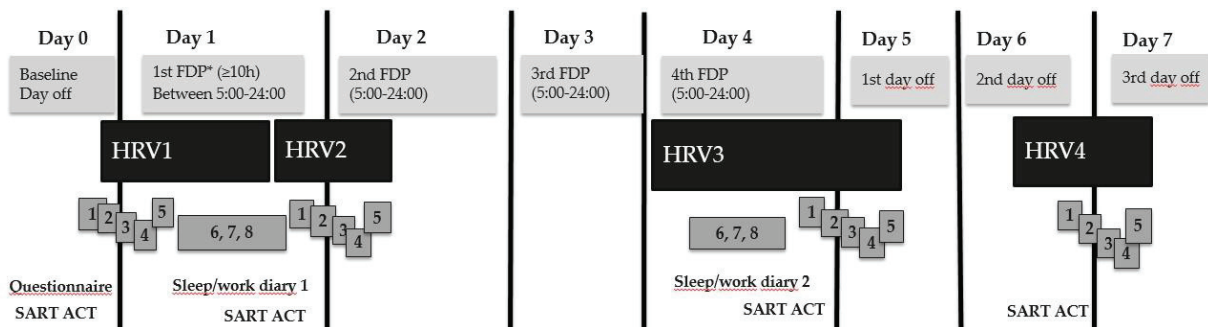 Day 0
Day 1
Day 2
Day 3
Day 4
Day 5
Day 6
Day 7
Baseline
Day off
1st FDP* (≥10h)
Between 5:00-24:00
2nd FDP
(5:00-24:00)
3rd FDP
(5:00-24:00)
4th FDP
(5:00-24:00)
1st day off
2nd day off
3rd day off
HRV1
HRV2
HRV3
HRV4
1
2
3
4
5
6, 7, 8
1
2
3
4
5
6, 7, 8
1
2
3
4
5
1
2
3
4
5
Questionnaire
SART ACT
Sleep/work diary 1
SART ACT
Sleep/work diary 2
SART ACT
SART ACT